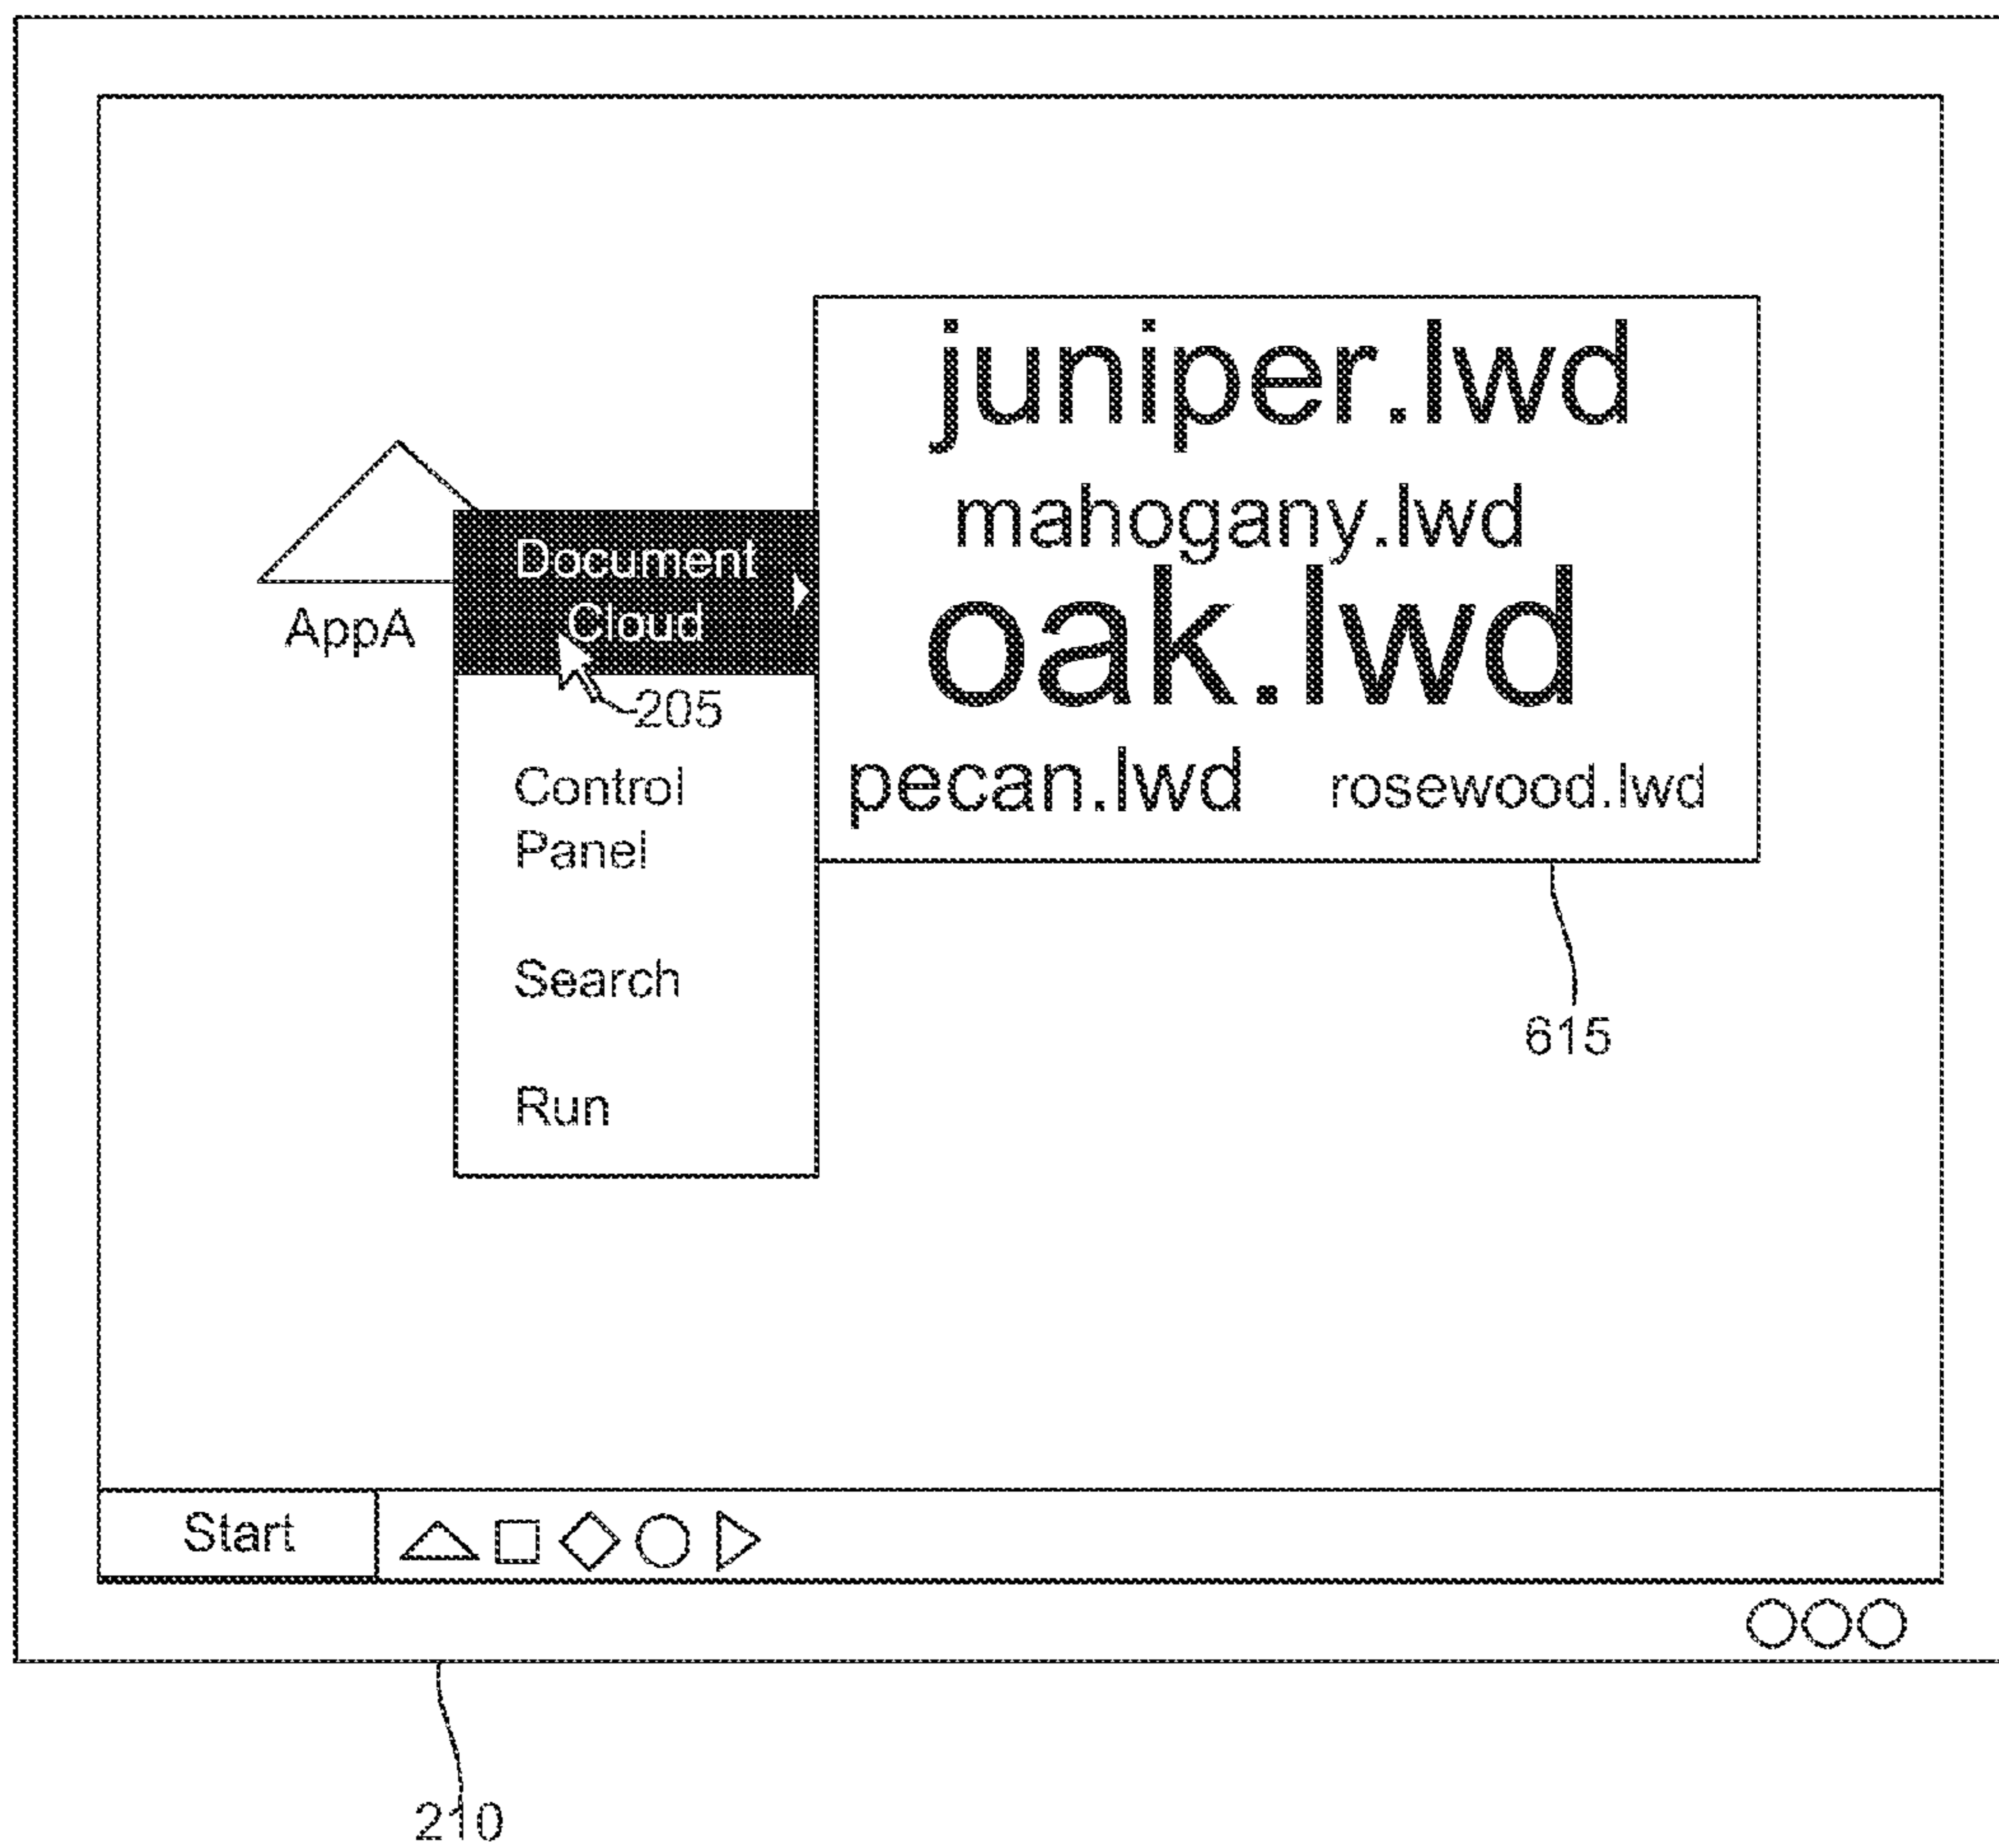 juniper.lwd
mahogany.lwd
oak.lwd
pecan.lwd rosewood.lwd
AppA
Document
Cloud
205
Control
Panel
Search
Run
615
Start
210